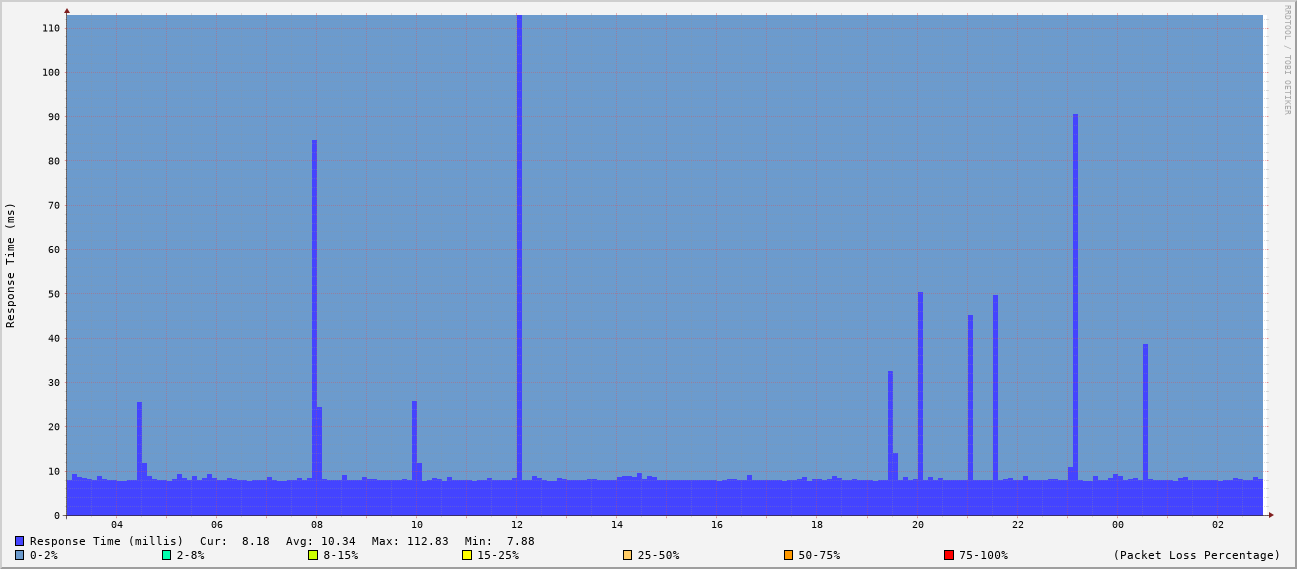 RRDTOOL / TOBI OETIKER
Response Time (ms)
110
100
90
80
70
60
50
40
30
20
10
0
04 06 08 10 12 14 16 18 20 22 00 02
Response Time (millis) Cur: 8.18 Avg: 10.34 Max: 112.83 Min: 7.88
0-2% 2-8% 8-15% 15-25% 25-50% 50-75% 75-100% (Packet Loss Percentage)